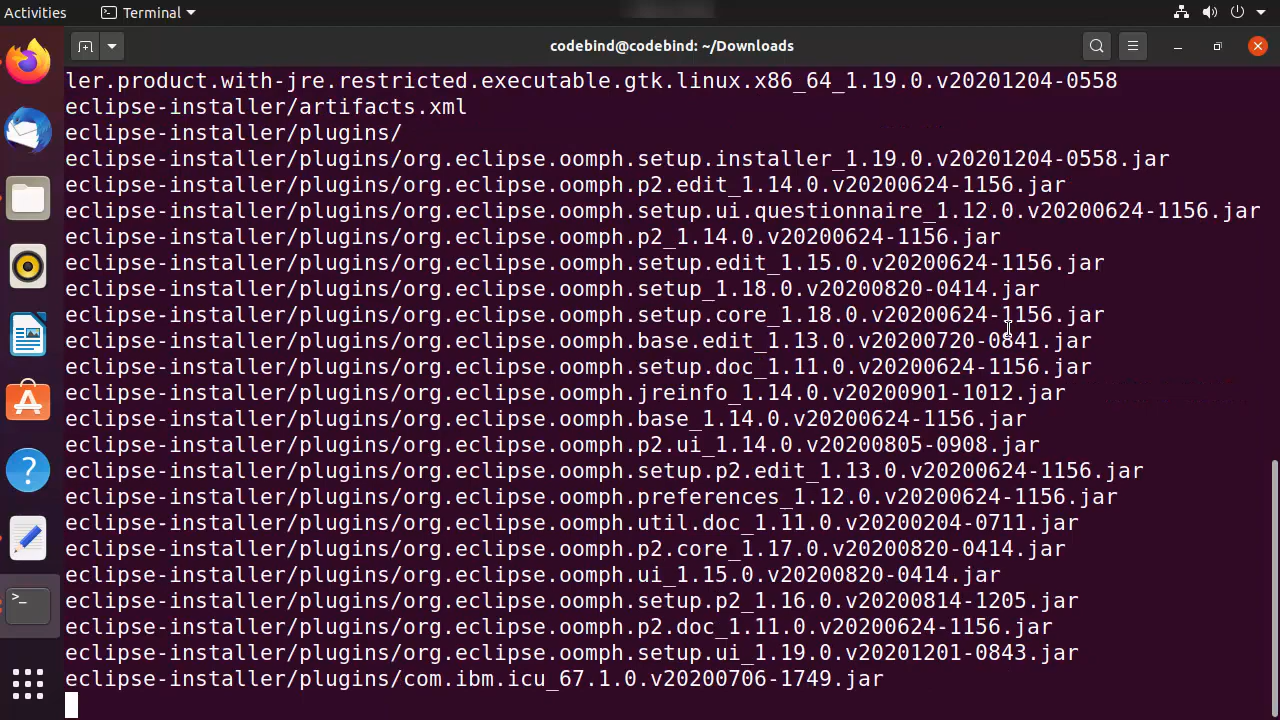 Activities
Terminal
codebind@codebind: ~/Downloads
ler.product.with-jre.restricted.executable.gtk.linux.x86_64_1.19.0.v20201204-0558
eclipse-installer/artifacts.xml
eclipse-installer/plugins/
eclipse-installer/plugins/org.eclipse.oomph.setup.installer_1.19.0.v20201204-0558.jar
eclipse-installer/plugins/org.eclipse.oomph.p2.edit_1.14.0.v20200624-1156.jar
eclipse-installer/plugins/org.eclipse.oomph.setup.ui.questionnaire_1.12.0.v20200624-1156.jar
eclipse-installer/plugins/org.eclipse.oomph.p2_1.14.0.v20200624-1156.jar
eclipse-installer/plugins/org.eclipse.oomph.setup.edit_1.15.0.v20200624-1156.jar
eclipse-installer/plugins/org.eclipse.oomph.setup_1.18.0.v20200820-0414.jar
eclipse-installer/plugins/org.eclipse.oomph.setup.core_1.18.0.v20200624-1156.jar
eclipse-installer/plugins/org.eclipse.oomph.base.edit_1.13.0.v20200720-0841.jar
eclipse-installer/plugins/org.eclipse.oomph.setup.doc_1.11.0.v20200624-1156.jar
eclipse-installer/plugins/org.eclipse.oomph.jreinfo_1.14.0.v20200901-1012.jar
eclipse-installer/plugins/org.eclipse.oomph.base_1.14.0.v20200624-1156.jar
eclipse-installer/plugins/org.eclipse.oomph.p2.ui_1.14.0.v20200805-0908.jar
eclipse-installer/plugins/org.eclipse.oomph.setup.p2.edit_1.13.0.v20200624-1156.jar
eclipse-installer/plugins/org.eclipse.oomph.preferences_1.12.0.v20200624-1156.jar
eclipse-installer/plugins/org.eclipse.oomph.util.doc_1.11.0.v20200204-0711.jar
eclipse-installer/plugins/org.eclipse.oomph.p2.core_1.17.0.v20200820-0414.jar
eclipse-installer/plugins/org.eclipse.oomph.ui_1.15.0.v20200820-0414.jar
eclipse-installer/plugins/org.eclipse.oomph.setup.p2_1.16.0.v20200814-1205.jar
eclipse-installer/plugins/org.eclipse.oomph.p2.doc_1.11.0.v20200624-1156.jar
eclipse-installer/plugins/org.eclipse.oomph.setup.ui_1.19.0.v20201201-0843.jar
eclipse-installer/plugins/com.ibm.icu_67.1.0.v20200706-1749.jar